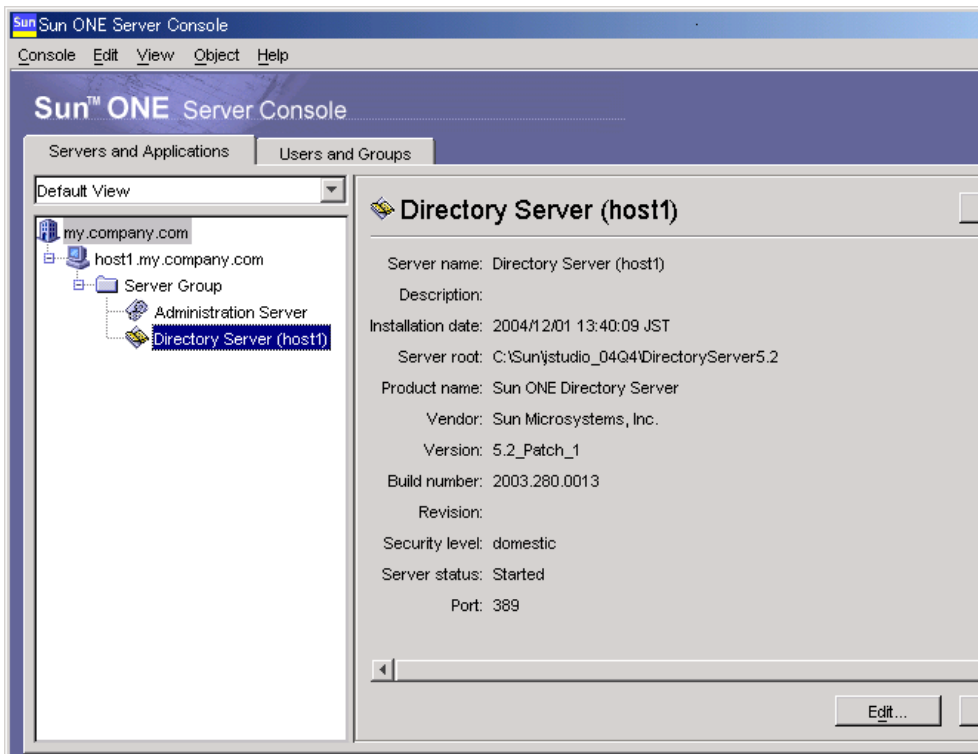 Sun Sun ONE Server Console
Console Edit View Object Help
Sun™ ONE Server Console
Servers and Applications Users and Groups
Default View
my.company.com
host1.my.company.com
Server Group
Administration Server
Directory Server (host1)
Directory Server (host1)
Server name: Directory Server (host1)
Description:
Installation date: 2004/12/01 13:40:09 JST
Server root: C:\Sun\jstudio_04Q4\DirectoryServer5.2
Product name: Sun ONE Directory Server
Vendor: Sun Microsystems, Inc.
Version: 5.2_Patch_1
Build number: 2003.280.0013
Revision:
Security level: domestic
Server status: Started
Port: 389
Edit...